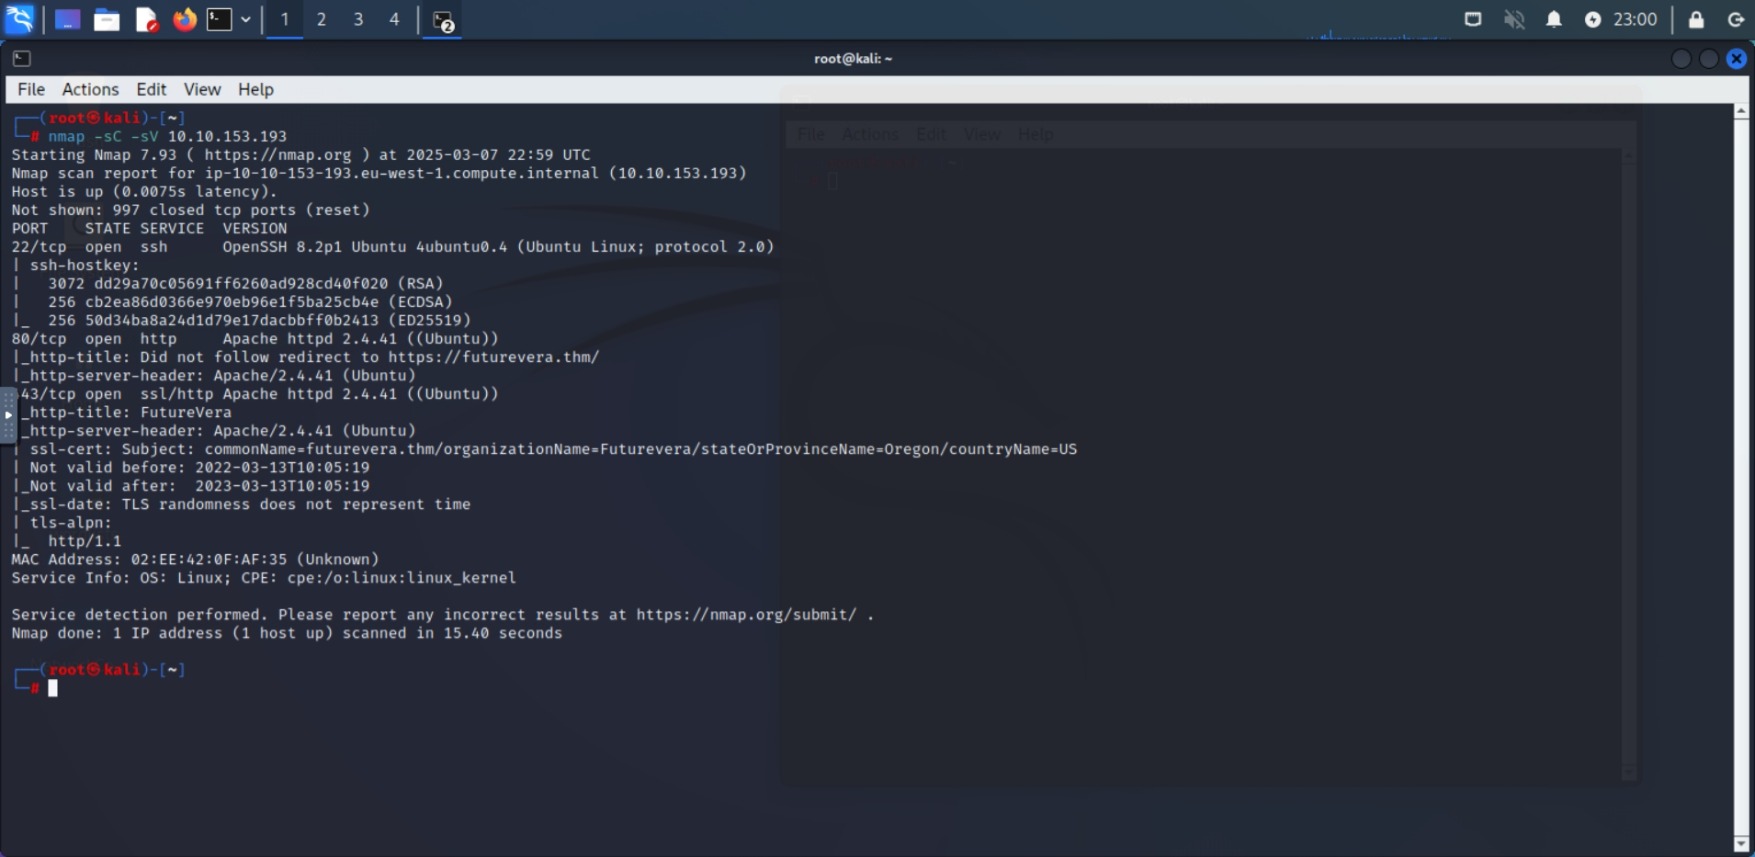 1 2 3 4 2 23:00
root@kali: ~
File Actions Edit View Help
(root㉿kali)-[~]
# nmap -sC -sV 10.10.153.193
File Actions Edit View Help
~
Starting Nmap 7.93 ( https://nmap.org ) at 2025-03-07 22:59 UTC
Nmap scan report for ip-10-10-153-193.eu-west-1.compute.internal (10.10.153.193)
Host is up (0.0075s latency).
Not shown: 997 closed tcp ports (reset)
PORT STATE SERVICE VERSION
22/tcp open ssh OpenSSH 8.2p1 Ubuntu 4ubuntu0.4 (Ubuntu Linux; protocol 2.0)
| ssh-hostkey:
| 3072 dd29a70c05691ff6260ad928cd40f020 (RSA)
| 256 cb2ea86d0366e970eb96e1f5ba25cb4e (ECDSA)
|_ 256 50d34ba8a24d1d79e17dacbbff0b2413 (ED25519)
80/tcp open http Apache httpd 2.4.41 ((Ubuntu))
|_http-title: Did not follow redirect to https://futurevera.thm/
|_http-server-header: Apache/2.4.41 (Ubuntu)
43/tcp open ssl/http Apache httpd 2.4.41 ((Ubuntu))
_http-title: FutureVera
_http-server-header: Apache/2.4.41 (Ubuntu)
| ssl-cert: Subject: commonName=futurevera.thm/organizationName=Futurevera/stateOrProvinceName=Oregon/countryName=US
| Not valid before: 2022-03-13T10:05:19
|_Not valid after: 2023-03-13T10:05:19
|_ssl-date: TLS randomness does not represent time
| tls-alpn:
|_ http/1.1
MAC Address: 02:EE:42:0F:AF:35 (Unknown)
Service Info: OS: Linux; CPE: cpe:/o:linux:linux_kernel
Service detection performed. Please report any incorrect results at https://nmap.org/submit/ .
Nmap done: 1 IP address (1 host up) scanned in 15.40 seconds
(root㉿kali)-[~]
#